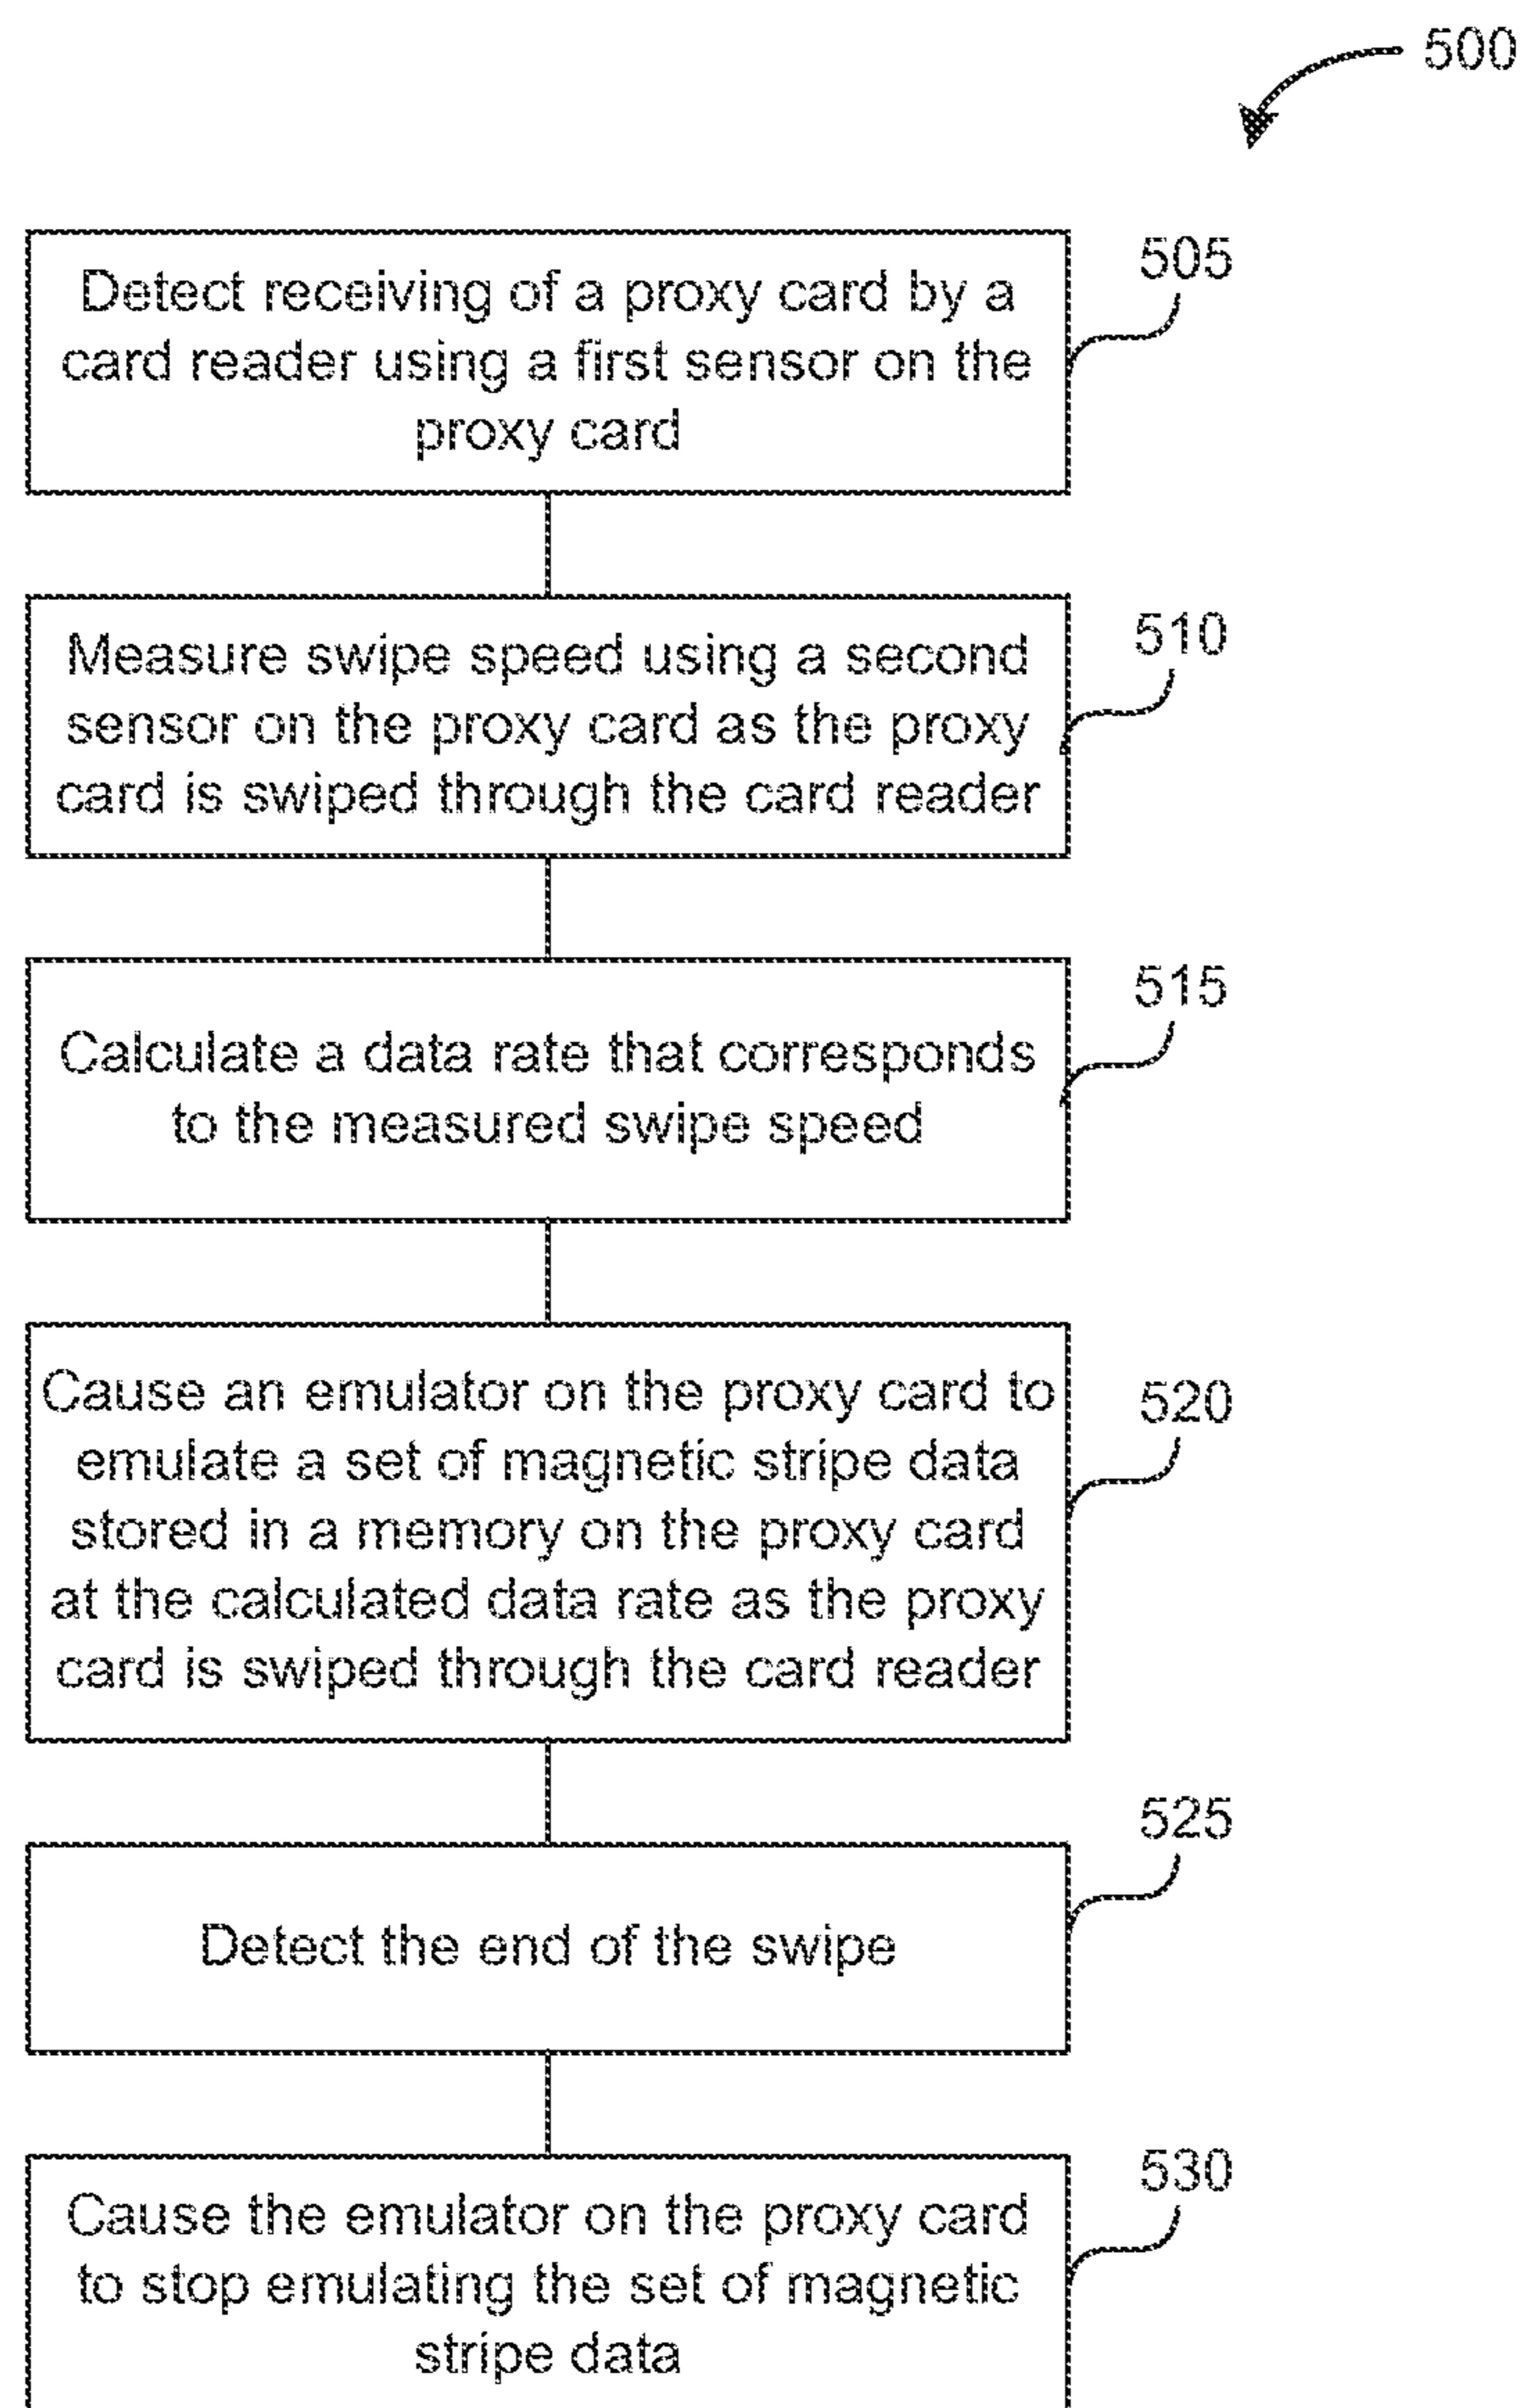 500
Detect receiving of a proxy card by a
card reader using a first sensor on the
proxy card
505
Measure swipe speed using a second
sensor on the proxy card as the proxy
card is swiped through the card reader
510
Calculate a data rate that corresponds
to the measured swipe speed
515
Cause an emulator on the proxy card to
emulate a set of magnetic stripe data
stored in a memory on the proxy card
at the calculated data rate as the proxy
card is swiped through the card reader
520
Detect the end of the swipe
525
Cause the emulator on the proxy card
to stop emulating the set of magnetic
stripe data
530